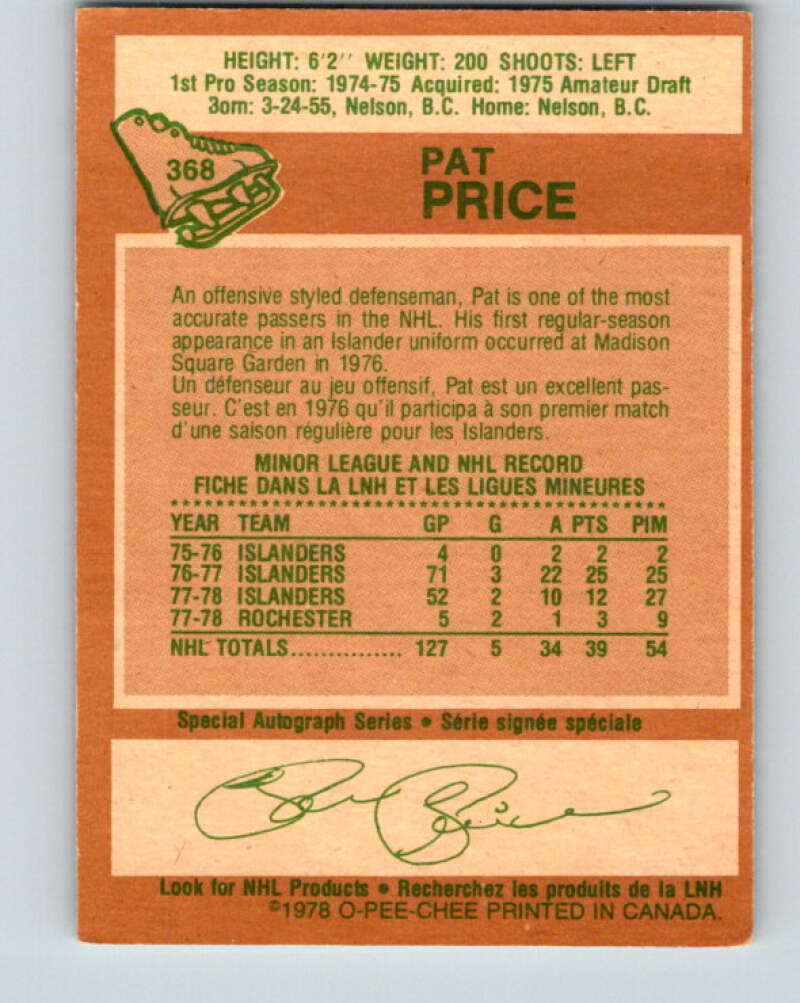 HEIGHT: 6'2'' WEIGHT: 200 SHOOTS: LEFT
1st Pro Season: 1974-75 Acquired: 1975 Amateur Draft
Born: 3-24-55, Nelson, B.C. Home: Nelson, B.C.
368
PAT
PRICE
An offensive styled defenseman, Pat is one of the most
accurate passers in the NHL. His first regular-season
appearance in an Islander uniform occurred at Madison
Square Garden in 1976.
Un défenseur au jeu offensif, Pat est un excellent pas-
seur. C'est en 1976 qu'il participa à son premier match
d'une saison régulière pour les Islanders.
MINOR LEAGUE AND NHL RECORD
FICHE DANS LA LNH ET LES LIGUES MINEURES
YEAR TEAM GP G A PTS PIM
75-76 ISLANDERS 4 0 2 2 2
76-77 ISLANDERS 71 3 22 25 25
77-78 ISLANDERS 52 2 10 12 27
77-78 ROCHESTER 5 2 1 3 9
NHL TOTALS............... 127 5 34 39 54
Special Autograph Series • Série signée spéciale
Look for NHL Products • Recherchez les produits de la LNH
©1978 O-PEE-CHEE PRINTED IN CANADA.